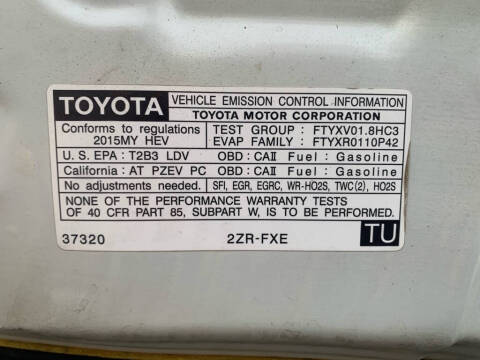 TOYOTA
VEHICLE EMISSION CONTROL INFORMATION
TOYOTA MOTOR CORPORATION
Conforms to regulations
2015MY HEV
TEST GROUP : FTYXV01.8HC3
EVAP FAMILY : FTYXR0110P42
U.S. EPA : T2B3 LDV OBD: CAII Fuel : Gasoline
California: AT PZEV PC OBD: CAII Fuel : Gasoline
No adjustments needed. SFI, EGR, EGRC, WR-HO2S, TWC(2), HO2S
NONE OF THE PERFORMANCE WARRANTY TESTS
OF 40 CFR PART 85, SUBPART W, IS TO BE PERFORMED
37320 2ZR-FXE TU